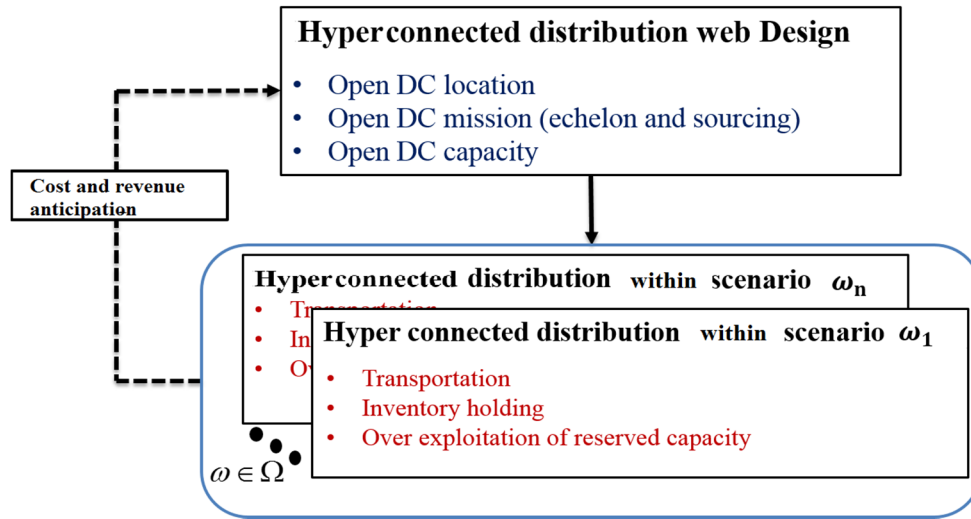 Hyperconnected distribution web Design
• Open DC location
• Open DC mission (echelon and sourcing)
• Open DC capacity
Cost and revenue
anticipation
Hyperconnected distribution within scenario ωn
•
•
•
Hyper connected distribution within scenario ω1
• Transportation
• Inventory holding
• Over exploitation of reserved capacity
ω ∈ Ω